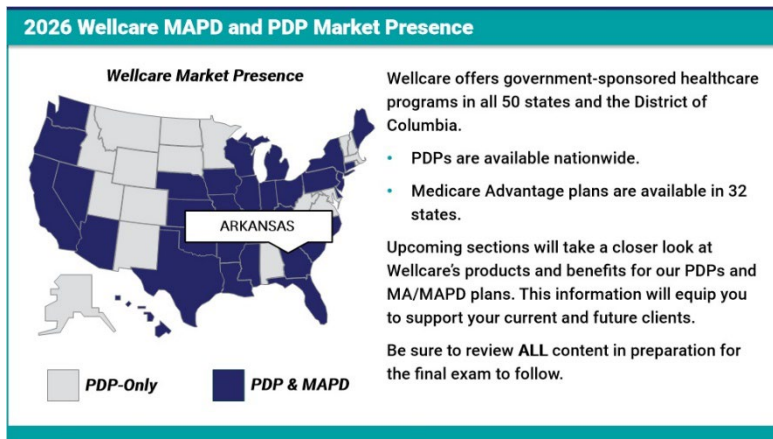 2026 Wellcare MAPD and PDP Market Presence
Wellcare Market Presence
ARKANSAS
PDP-Only
PDP & MAPD
Wellcare offers government-sponsored healthcare
programs in all 50 states and the District of
Columbia.
• PDPs are available nationwide.
• Medicare Advantage plans are available in 32
states.
Upcoming sections will take a closer look at
Wellcare's products and benefits for our PDPs and
MA/MAPD plans. This information will equip you
to support your current and future clients.
Be sure to review ALL content in preparation for
the final exam to follow.